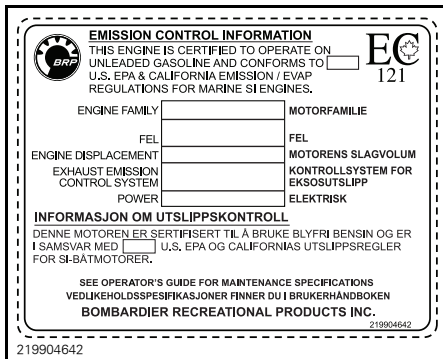 BRP
EMISSION CONTROL INFORMATION
THIS ENGINE IS CERTIFIED TO OPERATE ON
UNLEADED GASOLINE AND CONFORMS TO
U.S. EPA & CALIFORNIA EMISSION / EVAP
REGULATIONS FOR MARINE SI ENGINES.
EC
121
ENGINE FAMILY MOTORFAMILIE
FEL FEL
ENGINE DISPLACEMENT MOTORENS SLAGVOLUM
EXHAUST EMISSION KONTROLLSYSTEM FOR
CONTROL SYSTEM EKSOSUTSLIPP
POWER ELEKTRISK
INFORMASJON OM UTSLIPPSKONTROLL
DENNE MOTOREN ER SERTIFISERT TIL Å BRUKE BLYFRI BENSIN OG ER
I SAMSVAR MED U.S. EPA OG CALIFORNIAS UTSLIPPSREGLER
FOR SI-BÅTMOTORER.
SEE OPERATOR'S GUIDE FOR MAINTENANCE SPECIFICATIONS
VEDLIKEHOLDSSPESIFIKASJONER FINNER DU I BRUKERHÅNDBOKEN
BOMBARDIER RECREATIONAL PRODUCTS INC.
219904642
219904642